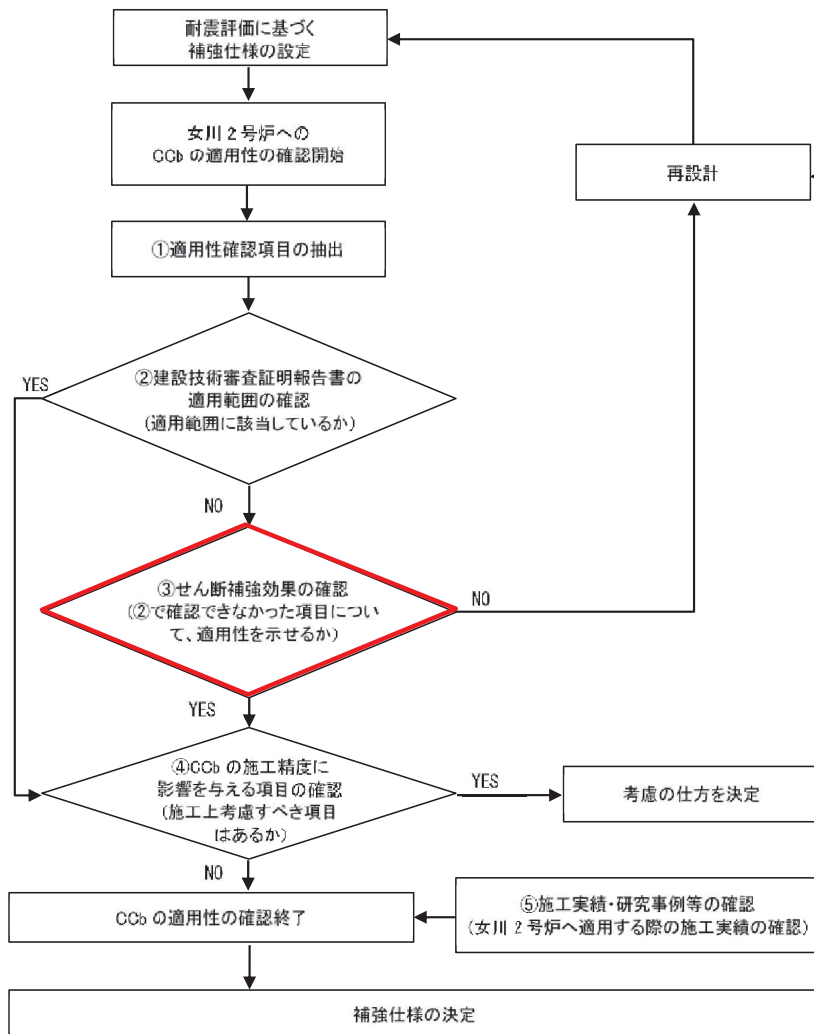 耐震評価に基づく
補強仕様の設定
女川２号炉への
CCb の適用性の確認開始
再設計
①適用性確認項目の抽出
YES
②建設技術審査証明報告書の
適用範囲の確認
(適用範囲に該当しているか)
NO
③せん断補強効果の確認
(②で確認できなかった項目につい
て、適用性を示せるか)
NO
YES
④CCb の施工精度に
影響を与える項目の確認
(施工上考慮すべき項目
はあるか)
YES
考慮の仕方を決定
NO
CCb の適用性の確認終了
⑤施工実績・研究事例等の確認
(女川２号炉へ適用する際の施工実績の確認)
補強仕様の決定